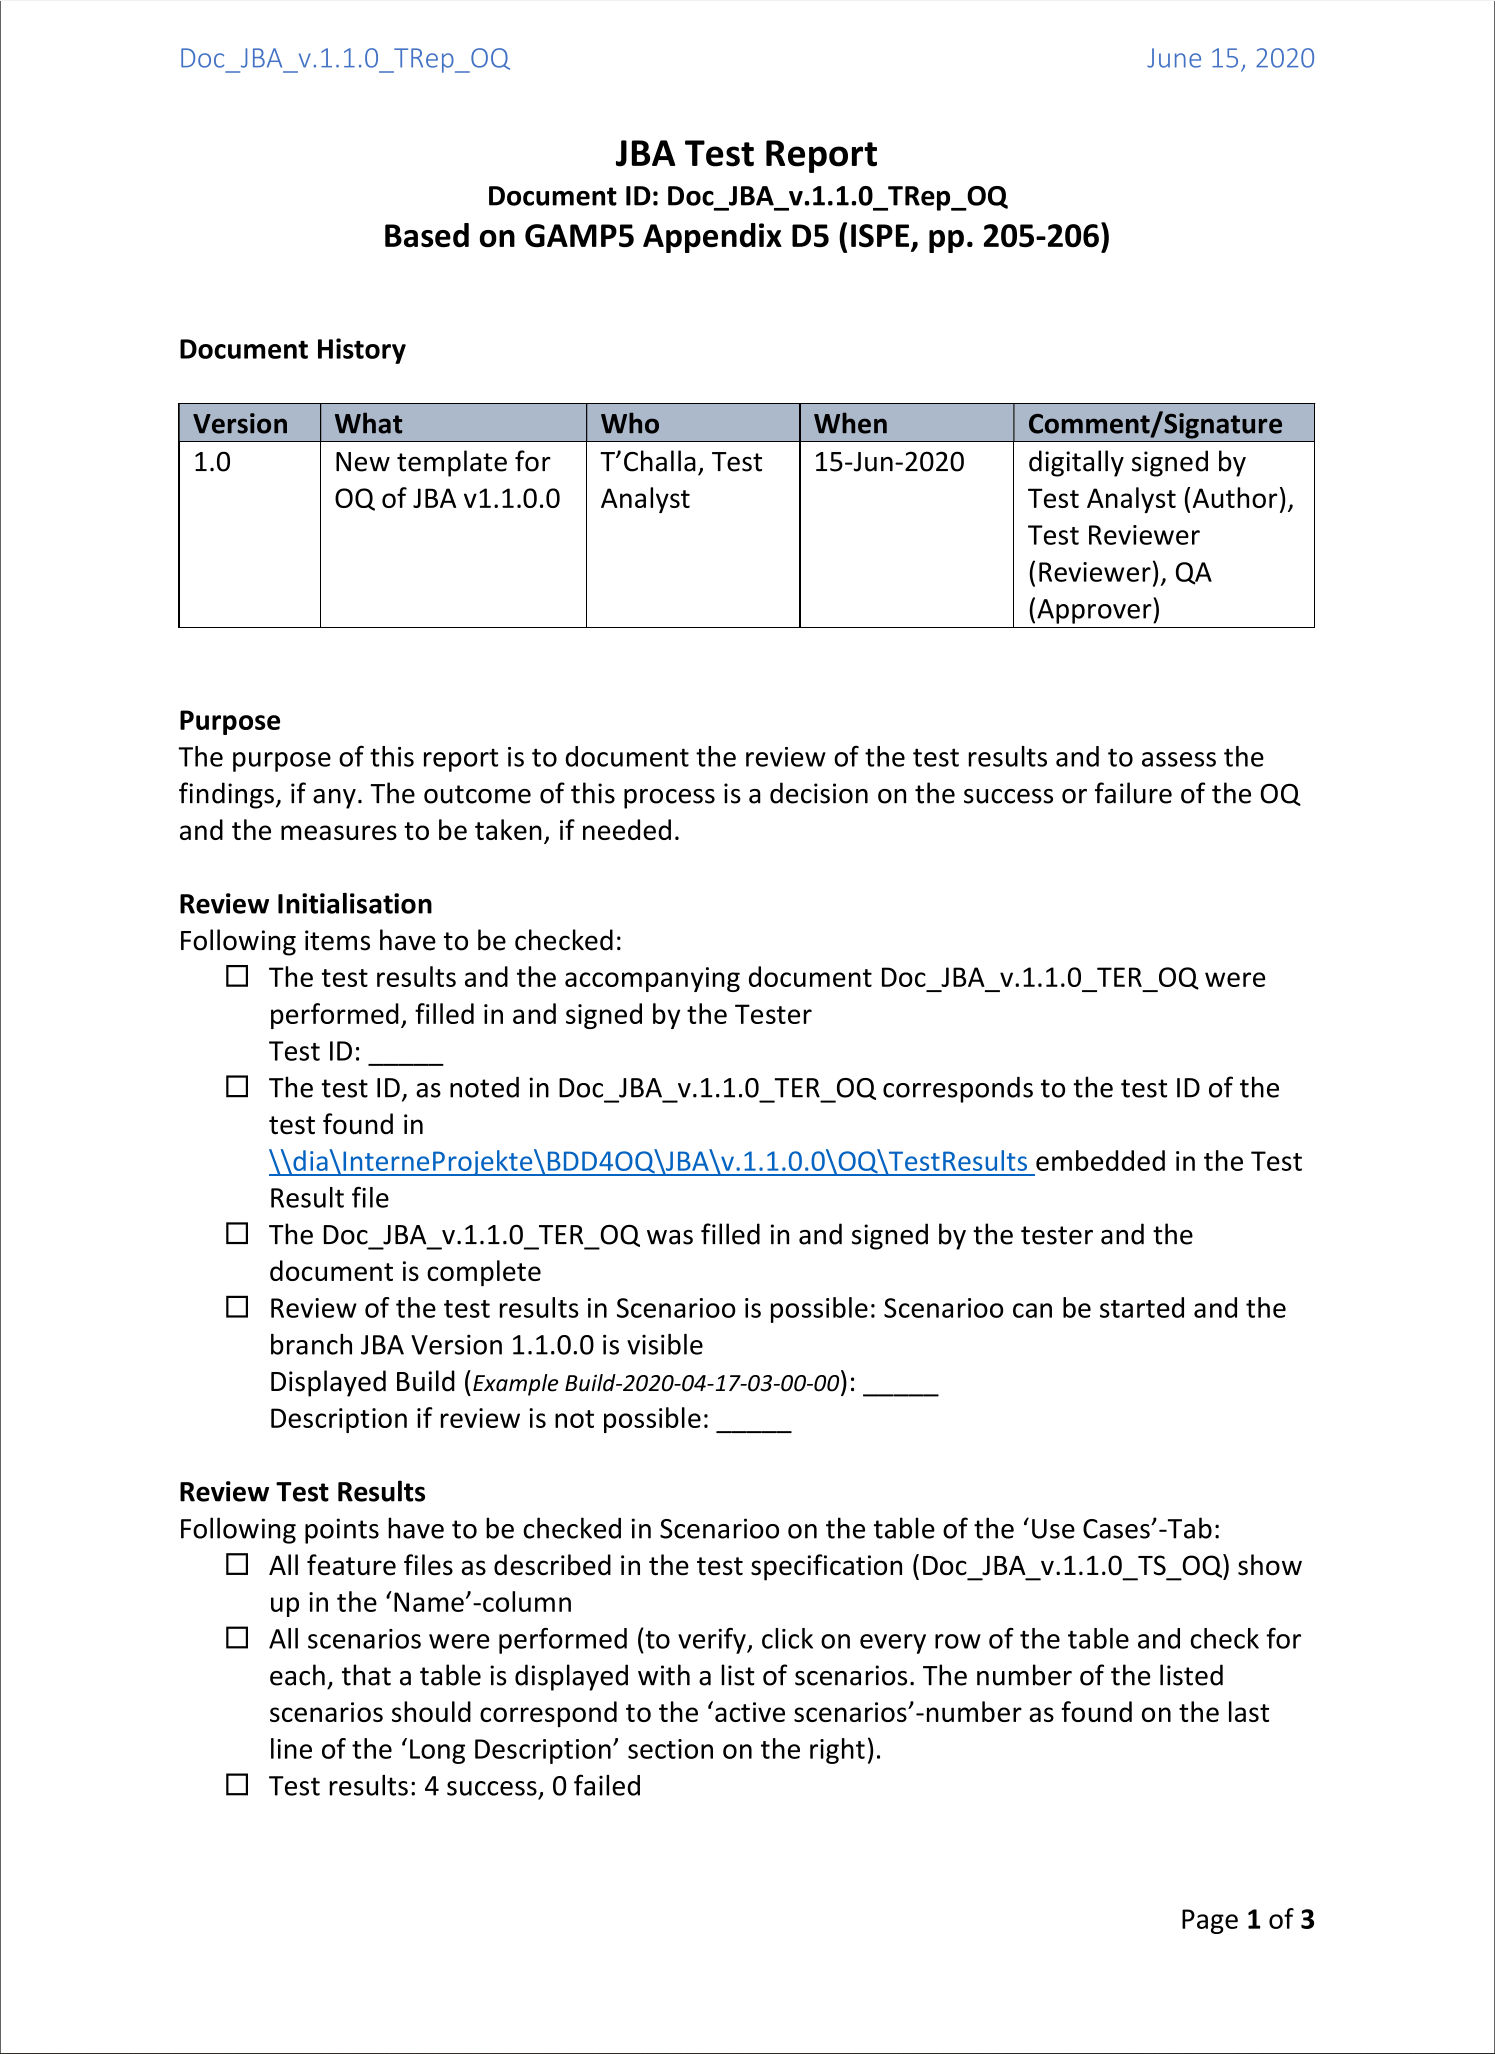 Doc_JBA_v.1.1.0_TRep_OQ June 15, 2020
JBA Test Report
Document ID: Doc_JBA_v.1.1.0_TRep_OQ
Based on GAMP5 Appendix D5 (ISPE, pp. 205-206)
Document History
Version What Who When Comment/Signature
1.0 New template for T’Challa, Test 15-Jun-2020 digitally signed by
OQ of JBA v1.1.0.0 Analyst Test Analyst (Author),
Test Reviewer
(Reviewer), QA
(Approver)
Purpose
The purpose of this report is to document the review of the test results and to assess the
findings, if any. The outcome of this process is a decision on the success or failure of the OQ
and the measures to be taken, if needed.
Review Initialisation
Following items have to be checked:
☐ The test results and the accompanying document Doc_JBA_v.1.1.0_TER_OQ were
performed, filled in and signed by the Tester
Test ID: _____
☐ The test ID, as noted in Doc_JBA_v.1.1.0_TER_OQ corresponds to the test ID of the
test found in
\\dia\InterneProjekte\BDD4OQ\JBA\v.1.1.0.0\OQ\TestResults embedded in the Test
Result file
☐ The Doc_JBA_v.1.1.0_TER_OQ was filled in and signed by the tester and the
document is complete
☐ Review of the test results in Scenarioo is possible: Scenarioo can be started and the
branch JBA Version 1.1.0.0 is visible
Displayed Build (Example Build-2020-04-17-03-00-00): _____
Description if review is not possible: _____
Review Test Results
Following points have to be checked in Scenarioo on the table of the ‘Use Cases’-Tab:
☐ All feature files as described in the test specification (Doc_JBA_v.1.1.0_TS_OQ) show
up in the ‘Name’-column
☐ All scenarios were performed (to verify, click on every row of the table and check for
each, that a table is displayed with a list of scenarios. The number of the listed
scenarios should correspond to the ‘active scenarios’-number as found on the last
line of the ‘Long Description’ section on the right).
☐ Test results: 4 success, 0 failed
Page 1 of 3